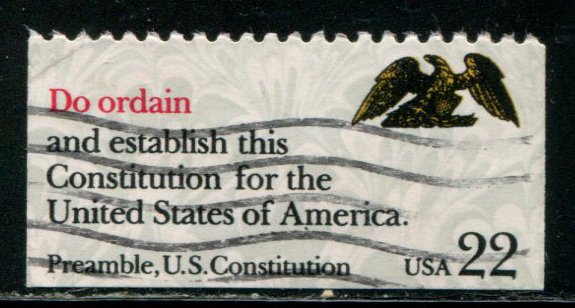 Do ordain
and establish this
Constitution for the
United States of America.
Preamble, U.S. Constitution USA 22